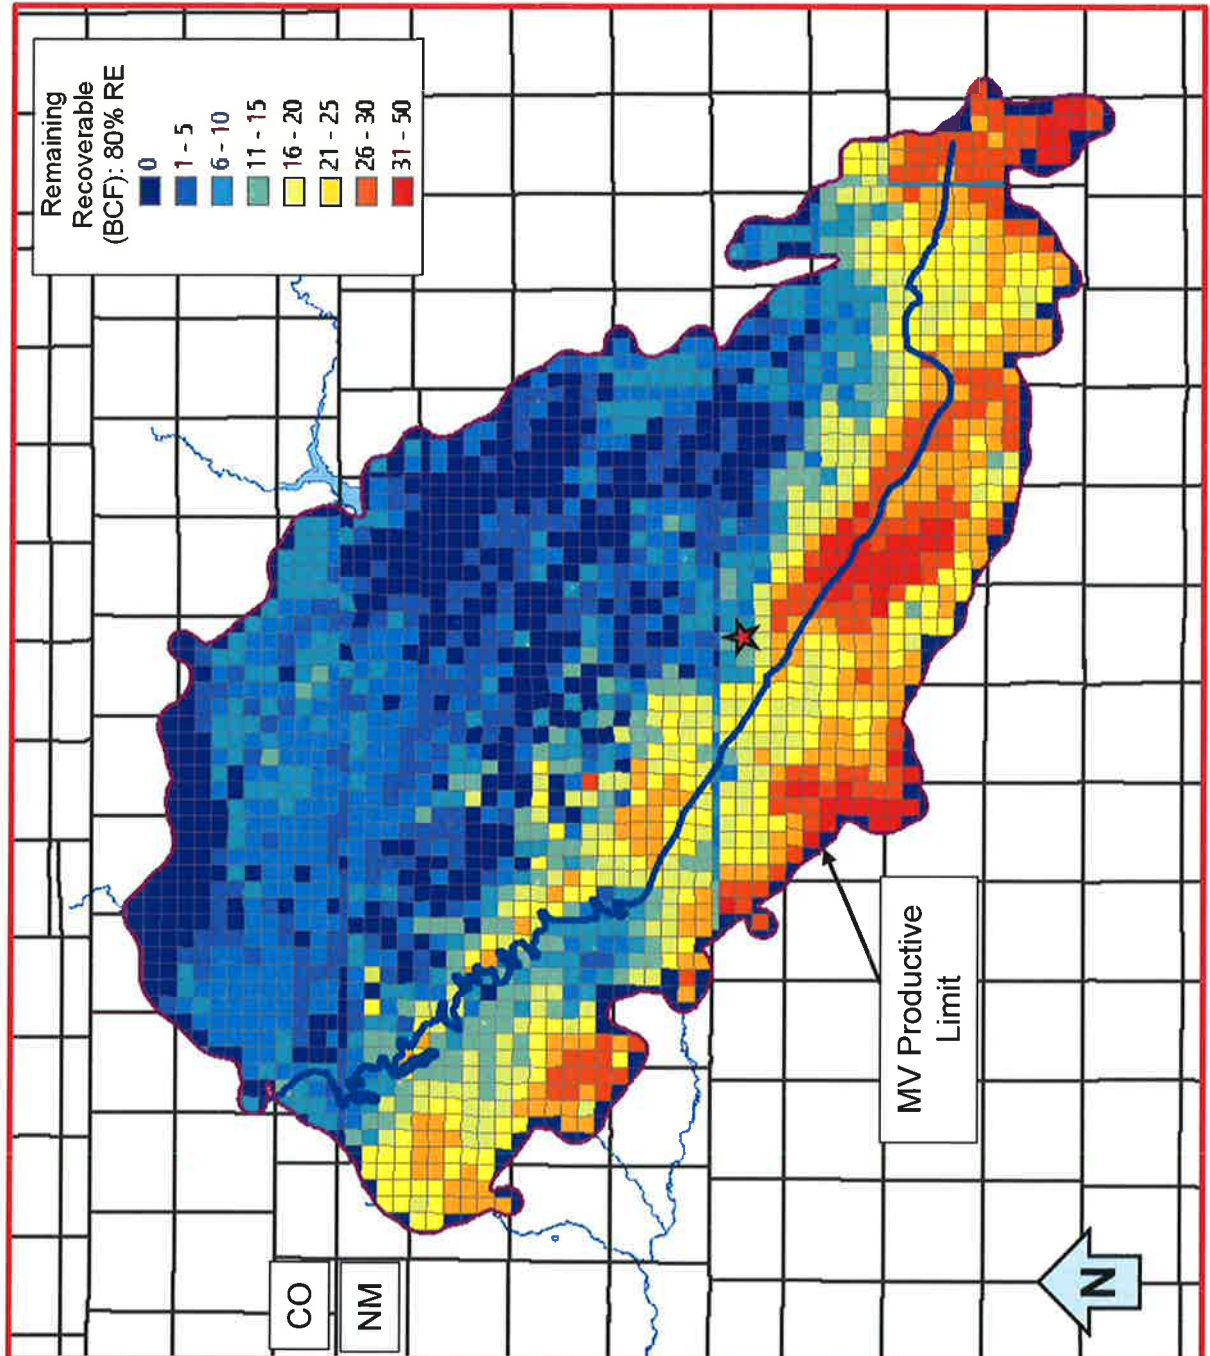 Remaining
Recoverable
(BCF): 80% RE
0
1 - 5
6 - 10
11 - 15
16 - 20
21 - 25
26 - 30
31 - 50
CO
NM
MV Productive
Limit
N